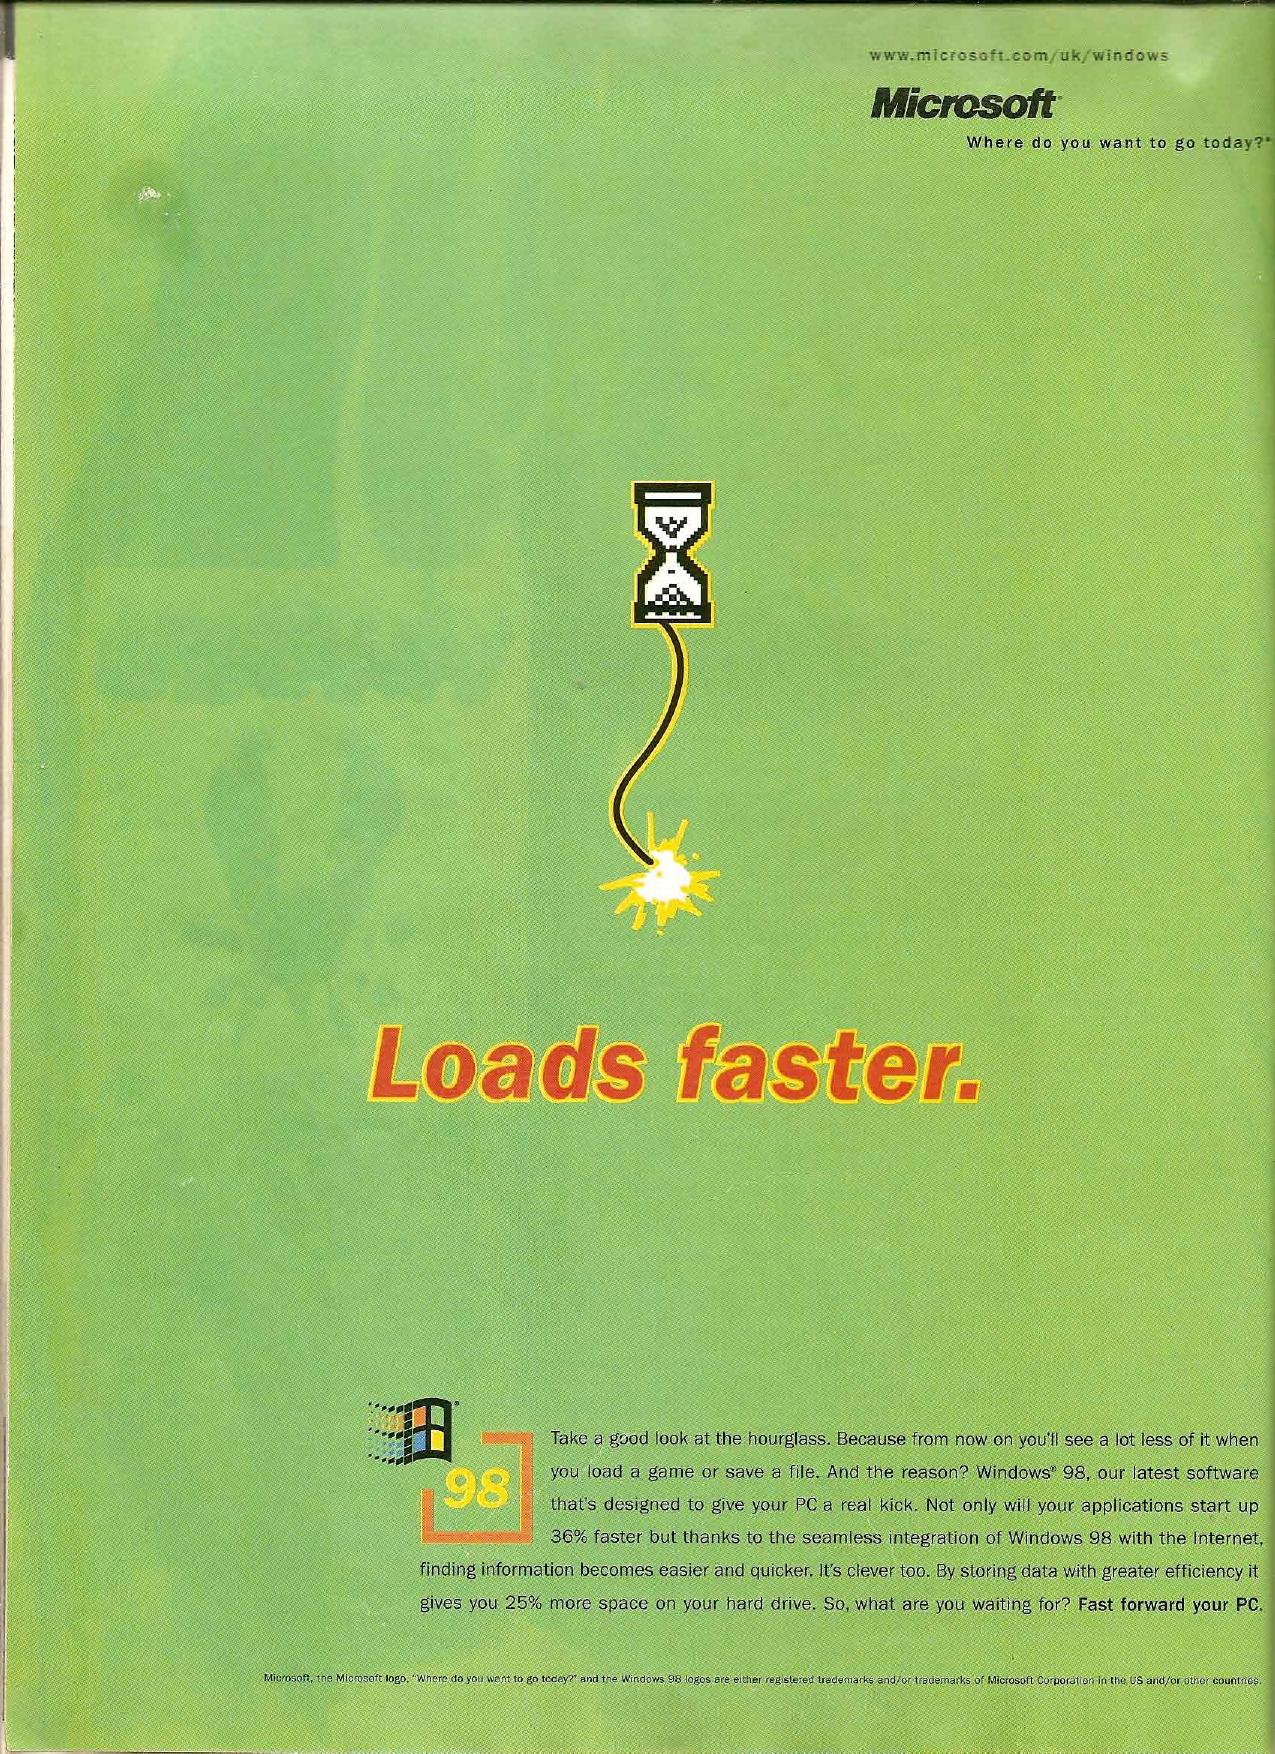 www.microsoft.com/uk/windows
Microsoft
Where do you want to go today?®
Loads faster.
98
Take a good look at the hourglass. Because from now on you'll see a lot less of it when
you load a game or save a file. And the reason? Windows® 98, our latest software
that's designed to give your PC a real kick. Not only will your applications start up
36% faster but thanks to the seamless integration of Windows 98 with the Internet,
finding information becomes easier and quicker. It's clever too. By storing data with greater efficiency it
gives you 25% more space on your hard drive. So, what are you waiting for? Fast forward your PC.
Microsoft, the Microsoft logo, "Where do you want to go today?" and the Windows 98 logos are either registered trademarks and/or trademarks of Microsoft Corporation in the US and/or other countries.